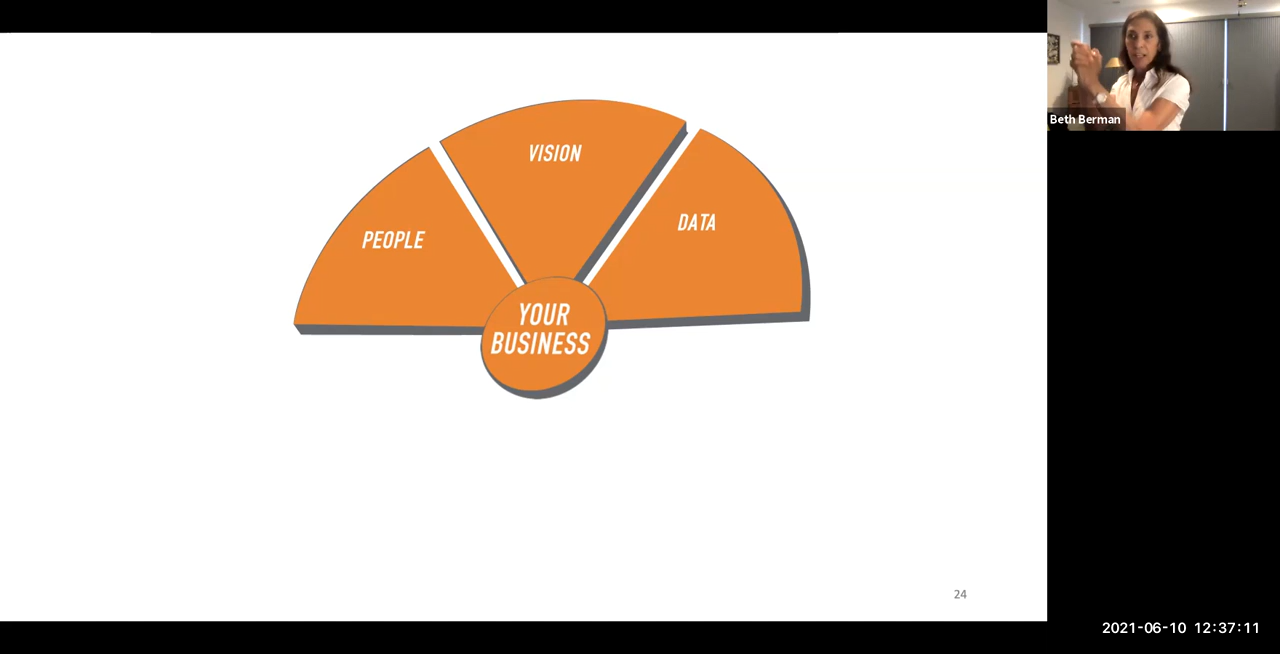 VISION
DATA
PEOPLE
YOUR
BUSINESS
24
Beth Berman
2021-06-10 12:37:11